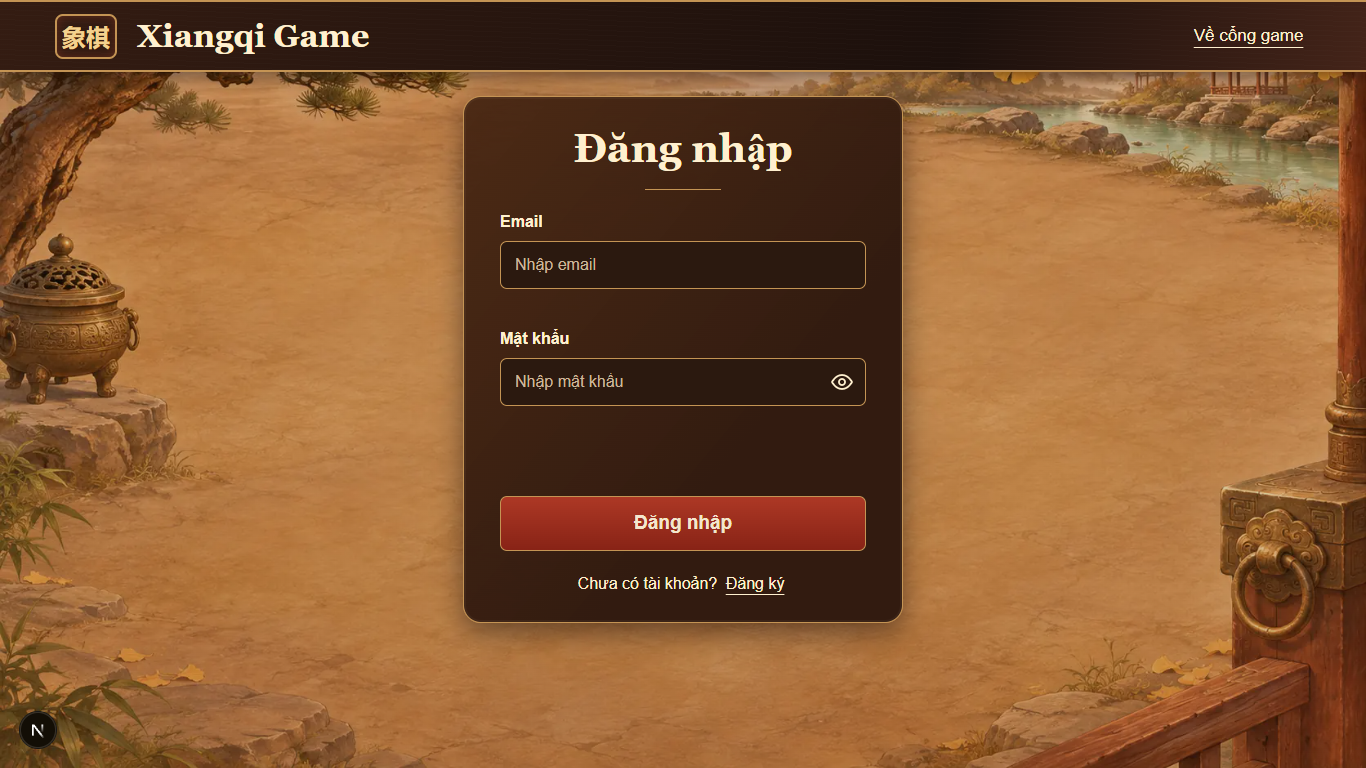 象棋 Xiangqi Game
Về cổng game
Đăng nhập
Email
Nhập email
Mật khẩu
Nhập mật khẩu
Đăng nhập
Chưa có tài khoản? Đăng ký
N